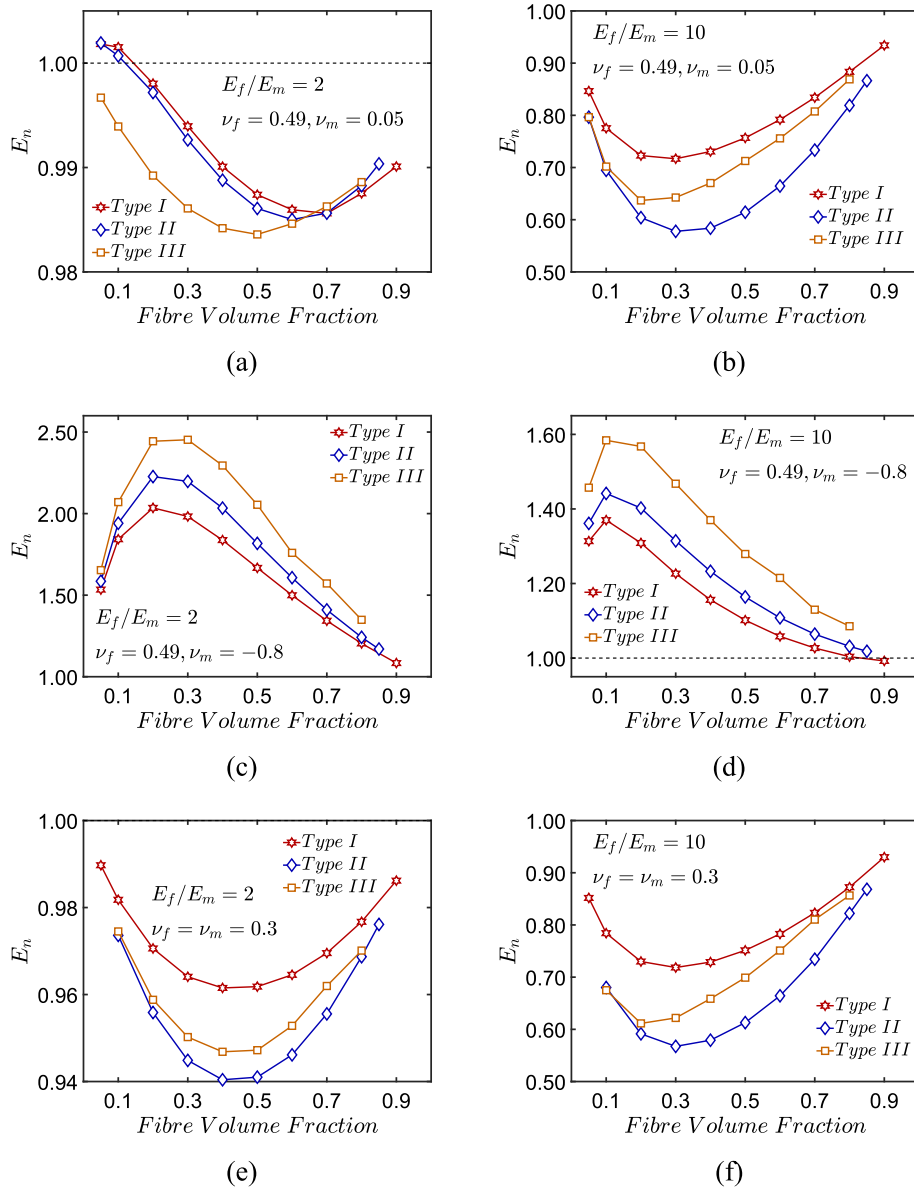 1.00
0.99
0.98
E_n
E_f/E_m = 2
ν_f = 0.49, ν_m = 0.05
Type I
Type II
Type III
0.1 0.3 0.5 0.7 0.9
Fibre Volume Fraction
(a)
1.00
0.90
0.80
0.70
0.60
0.50
E_n
E_f/E_m = 10
ν_f = 0.49, ν_m = 0.05
Type I
Type II
Type III
0.1 0.3 0.5 0.7 0.9
Fibre Volume Fraction
(b)
2.50
2.00
1.50
1.00
E_n
Type I
Type II
Type III
E_f/E_m = 2
ν_f = 0.49, ν_m = −0.8
0.1 0.3 0.5 0.7 0.9
Fibre Volume Fraction
(c)
1.60
1.40
1.20
1.00
E_n
E_f/E_m = 10
ν_f = 0.49, ν_m = −0.8
Type I
Type II
Type III
0.1 0.3 0.5 0.7 0.9
Fibre Volume Fraction
(d)
1.00
0.98
0.96
0.94
E_n
Type I
Type II
Type III
E_f/E_m = 2
ν_f = ν_m = 0.3
0.1 0.3 0.5 0.7 0.9
Fibre Volume Fraction
(e)
1.00
0.90
0.80
0.70
0.60
0.50
E_n
E_f/E_m = 10
ν_f = ν_m = 0.3
Type I
Type II
Type III
0.1 0.3 0.5 0.7 0.9
Fibre Volume Fraction
(f)